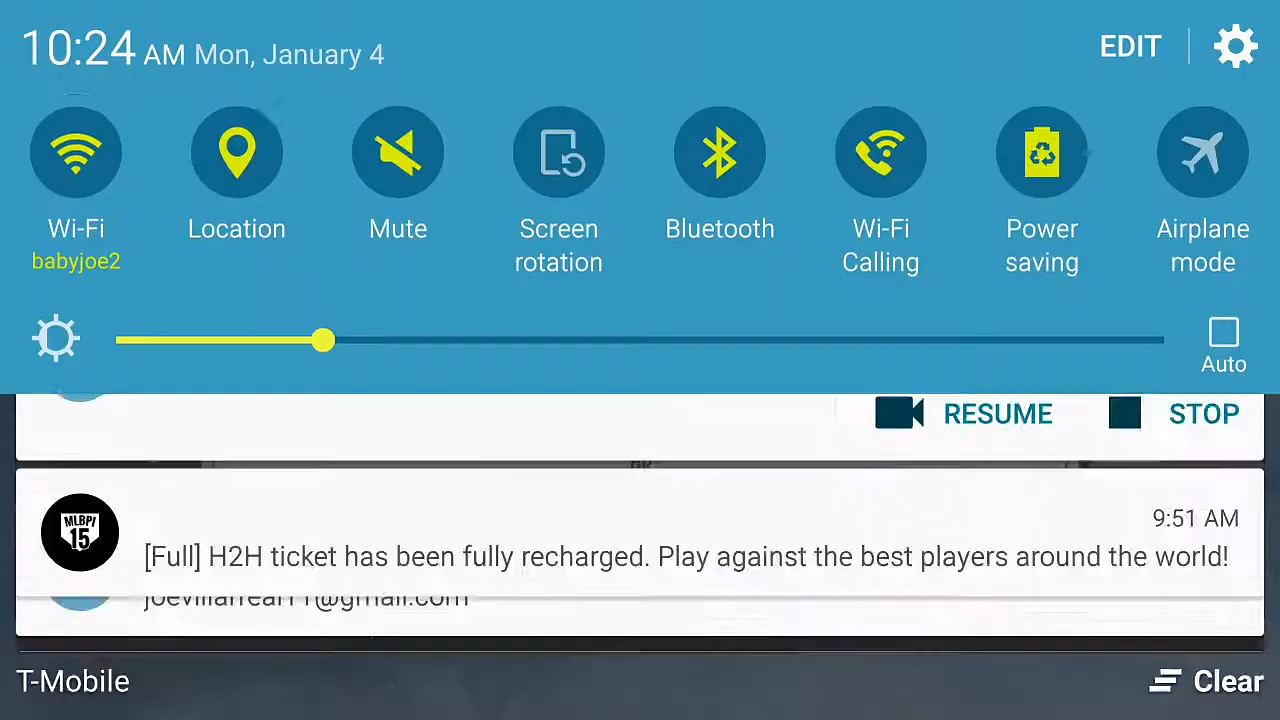 10:24 AM Mon, January 4
EDIT
Wi-Fi
babyjoe2
Location
Mute
Screen
rotation
Bluetooth
Wi-Fi
Calling
Power
saving
Airplane
mode
Auto
RESUME
STOP
MLBPI
15
9:51 AM
[Full] H2H ticket has been fully recharged. Play against the best players around the world!
T-Mobile
Clear